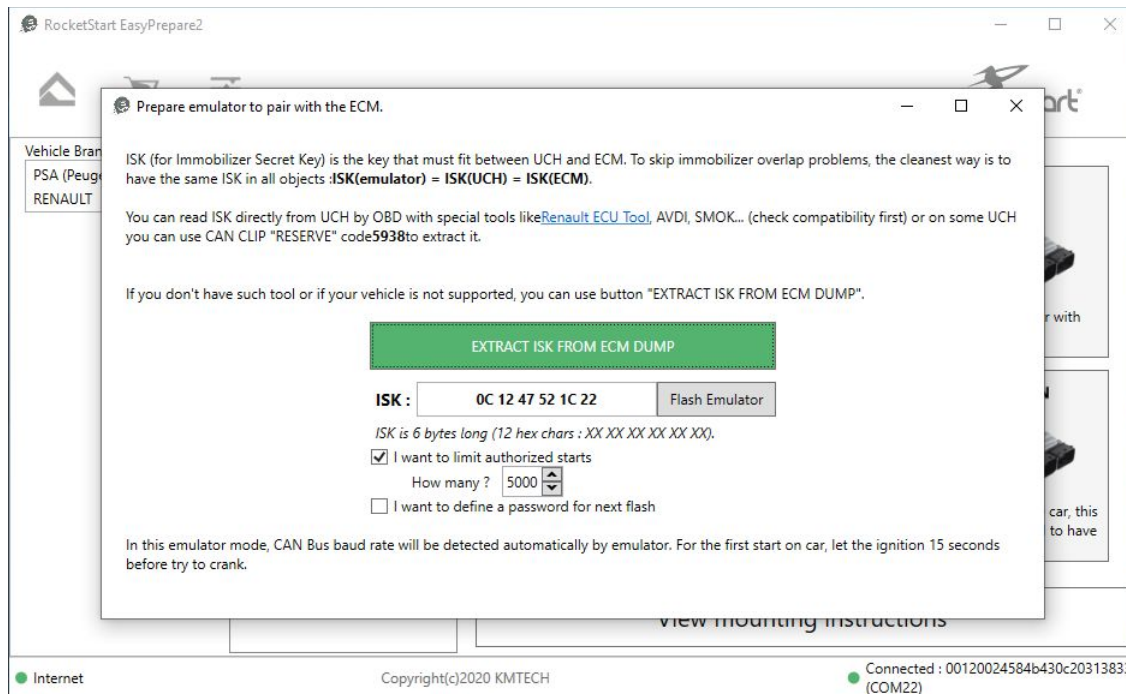 RocketStart EasyPrepare2
art®
Prepare emulator to pair with the ECM.
Vehicle Bran
PSA (Peuge
RENAULT
ISK (for Immobilizer Secret Key) is the key that must fit between UCH and ECM. To skip immobilizer overlap problems, the cleanest way is to
have the same ISK in all objects :ISK(emulator) = ISK(UCH) = ISK(ECM).
You can read ISK directly from UCH by OBD with special tools likeRenault ECU Tool, AVDI, SMOK... (check compatibility first) or on some UCH
you can use CAN CLIP "RESERVE" code5938to extract it.
If you don't have such tool or if your vehicle is not supported, you can use button "EXTRACT ISK FROM ECM DUMP".
r with
EXTRACT ISK FROM ECM DUMP
ISK :
0C 12 47 52 1C 22
Flash Emulator
ISK is 6 bytes long (12 hex chars : XX XX XX XX XX XX).
I want to limit authorized starts
How many ?
5000
I want to define a password for next flash
car, this
to have
In this emulator mode, CAN Bus baud rate will be detected automatically by emulator. For the first start on car, let the ignition 15 seconds
before try to crank.
View mounting instructions
Internet
Copyright(c)2020 KMTECH
Connected : 00120024584b430c2031383
(COM22)